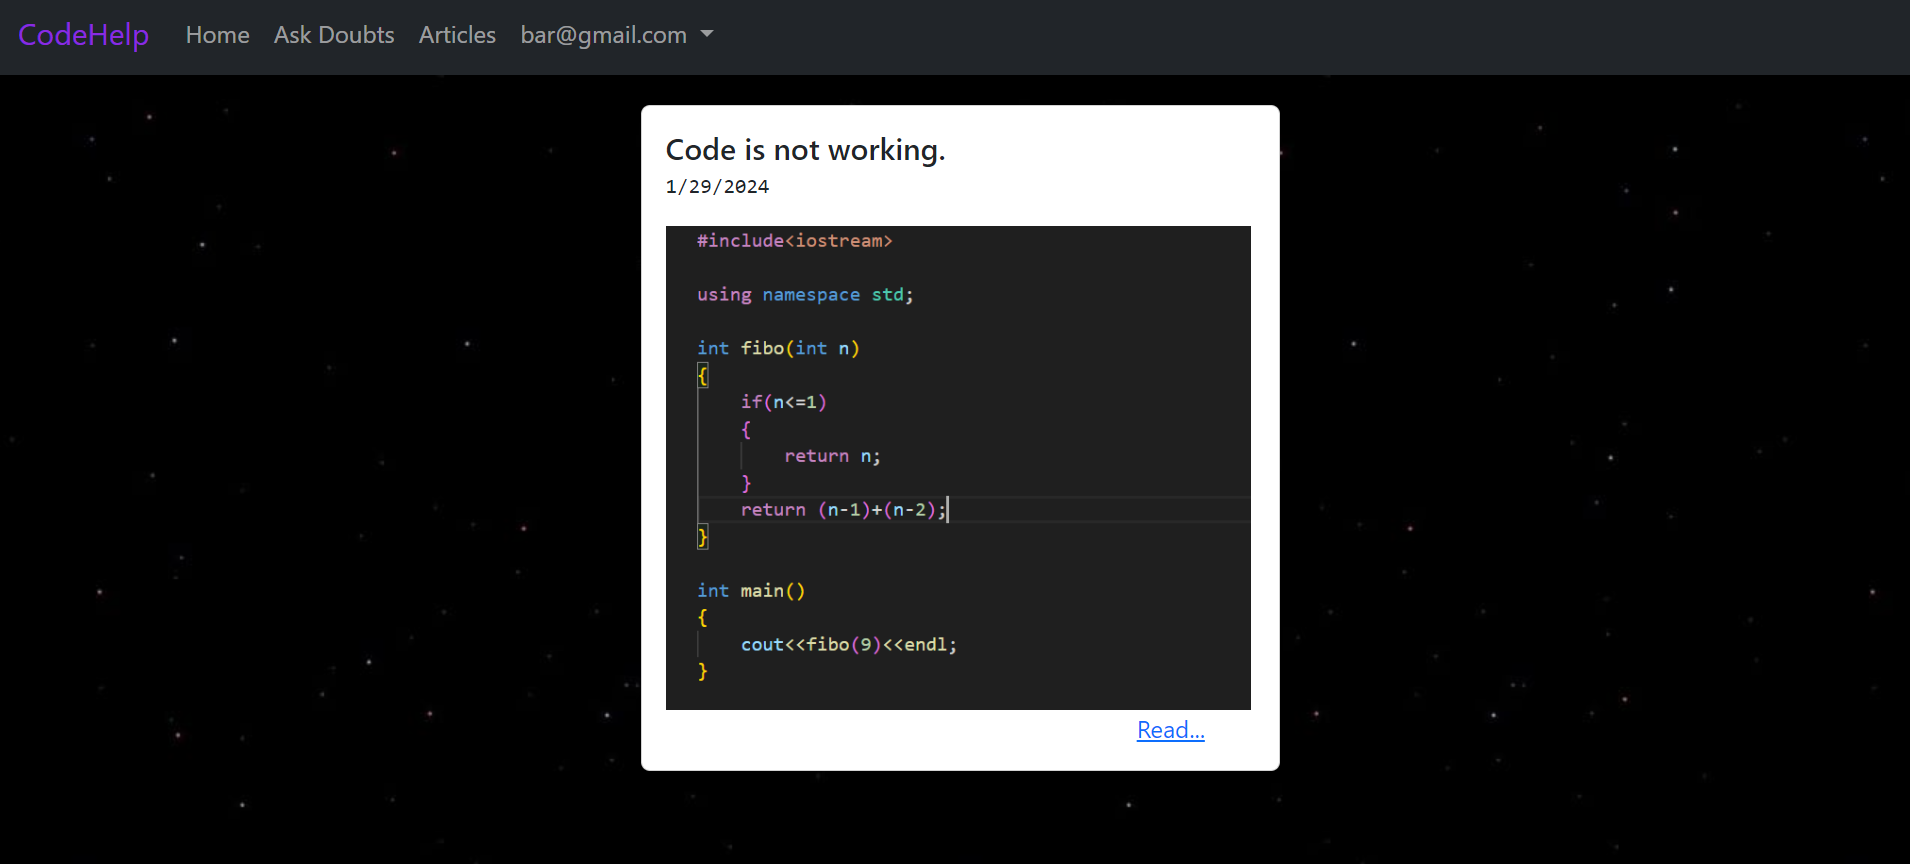 CodeHelp Home Ask Doubts Articles bar@gmail.com
Code is not working.
1/29/2024
#include<iostream>
using namespace std;
int fibo(int n)
{
if(n<=1)
{
return n;
}
return (n-1)+(n-2);
}
int main()
{
cout<<fibo(9)<<endl;
}
Read...